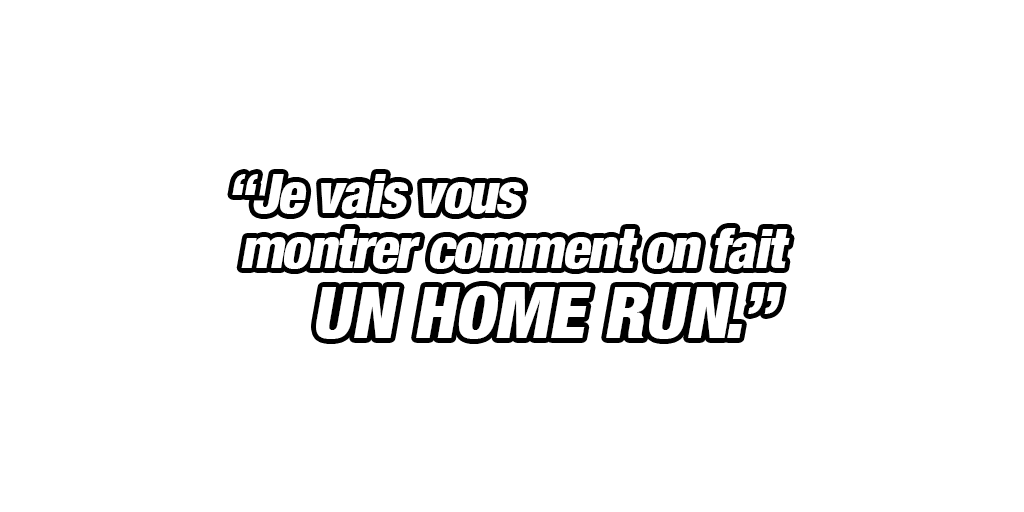 “Je vais vous
montrer comment on fait
UN HOME RUN.”